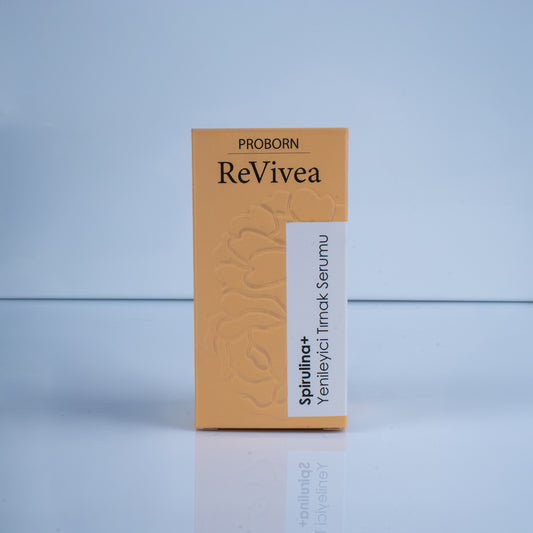 PROBORN
ReVivea
Spirulina+
Yenileyici Tırnak Serumu